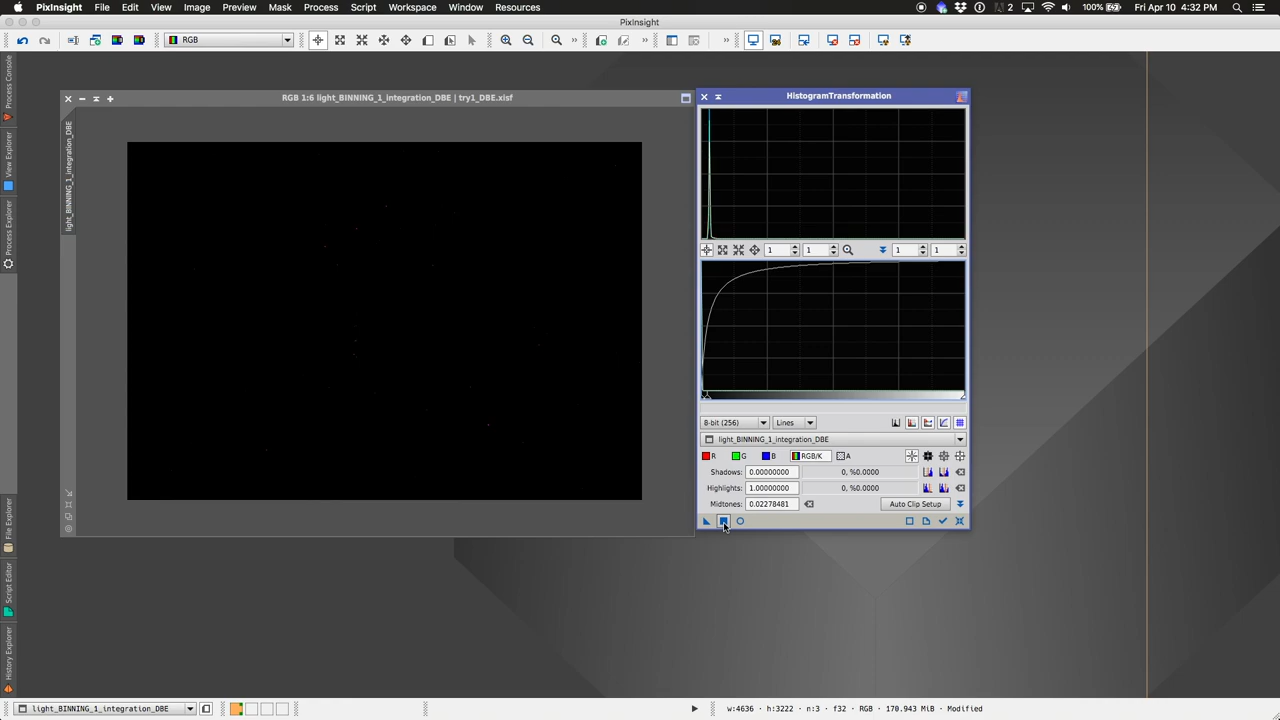 PixInsight File Edit View Image Preview Mask Process Script Workspace Window Resources
2 100% Fri Apr 10 4:32 PM
PixInsight
RGB
Process Console
View Explorer
Process Explorer
File Explorer
Script Editor
History Explorer
RGB 1:6 light_BINNING_1_integration_DBE | try1_DBE.xisf
light_BINNING_1_integration_DBE
HistogramTransformation
1 1 1 1
8-bit (256) Lines
light_BINNING_1_integration_DBE
R G B RGB/K A
Shadows: 0.00000000 0, %0.0000
Highlights: 1.00000000 0, %0.0000
Midtones: 0.02278481 Auto Clip Setup
light_BINNING_1_integration_DBE
w:4636 · h:3222 · n:3 · f32 · RGB · 170.943 MiB · Modified